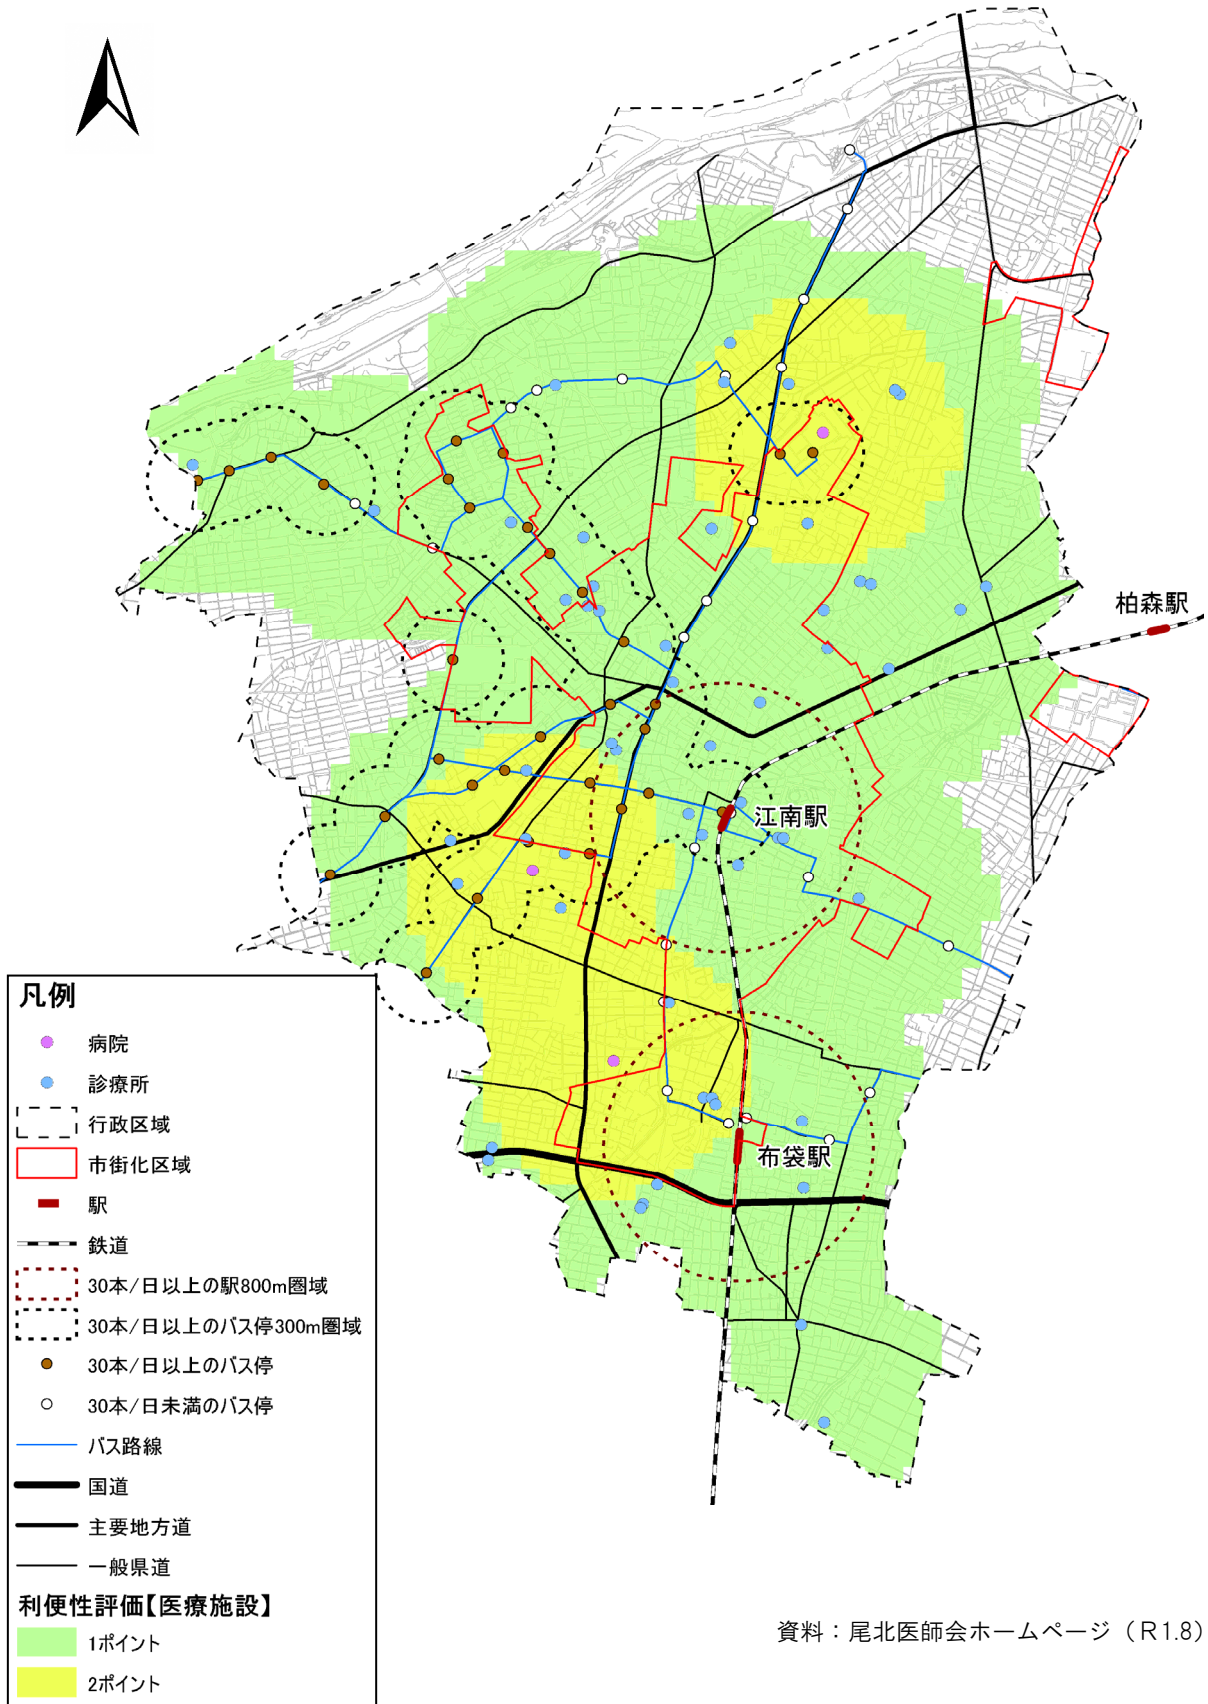 柏森駅
江南駅
布袋駅
凡例
病院
診療所
行政区域
市街化区域
駅
鉄道
30本/日以上の駅800m圏域
30本/日以上のバス停300m圏域
30本/日以上のバス停
30本/日未満のバス停
バス路線
国道
主要地方道
一般県道
利便性評価【医療施設】
1ポイント
2ポイント
資料：尾北医師会ホームページ（R1.8）